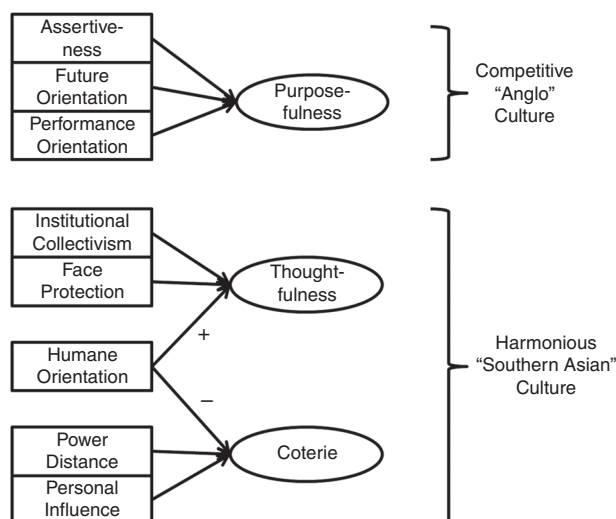 Assertive-
ness
Future
Orientation
Performance
Orientation
Purpose-
fulness
Competitive
“Anglo”
Culture
Institutional
Collectivism
Face
Protection
Humane
Orientation
Power
Distance
Personal
Influence
Thought-
fulness
+
–
Coterie
Harmonious
“Southern Asian”
Culture